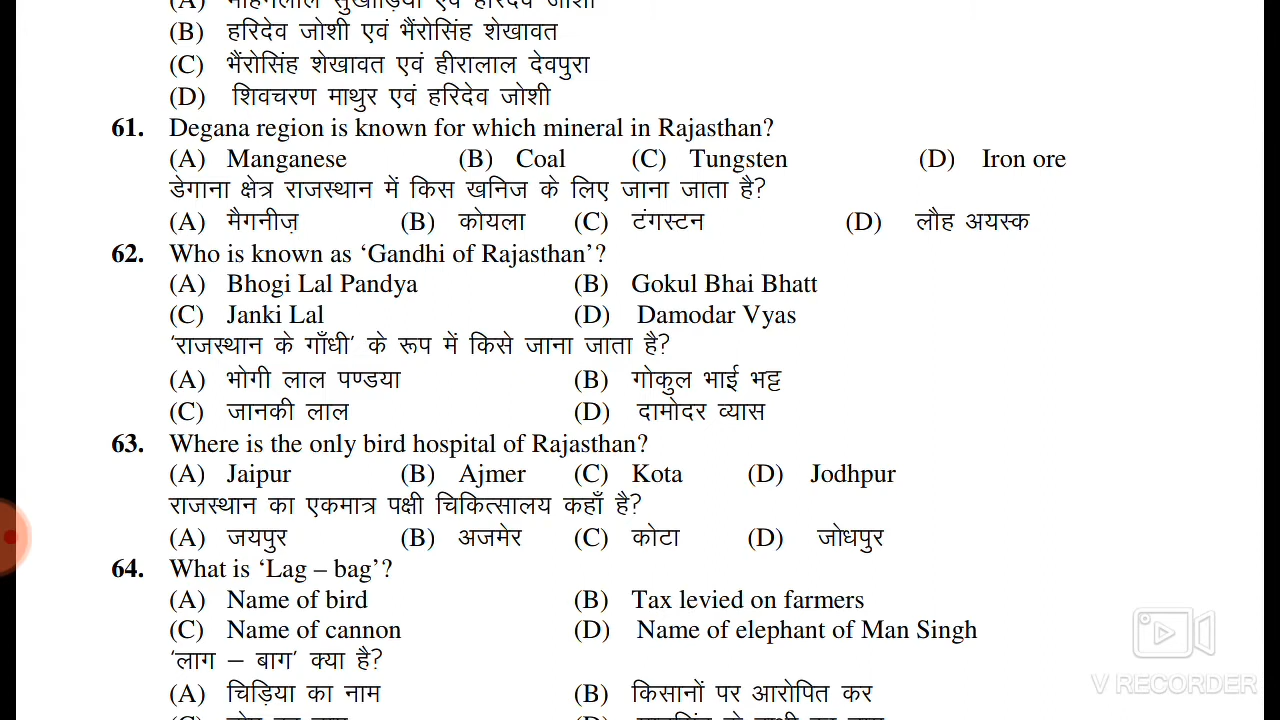 (A) मोहनलाल सुखाड़िया एवं हरिदेव जोशी
(B) हरिदेव जोशी एवं भैंरोसिंह शेखावत
(C) भैंरोसिंह शेखावत एवं हीरालाल देवपुरा
(D) शिवचरण माथुर एवं हरिदेव जोशी
61. Degana region is known for which mineral in Rajasthan?
(A) Manganese (B) Coal (C) Tungsten (D) Iron ore
डेगाना क्षेत्र राजस्थान में किस खनिज के लिए जाना जाता है?
(A) मैगनीज़ (B) कोयला (C) टंगस्टन (D) लौह अयस्क
62. Who is known as ‘Gandhi of Rajasthan’?
(A) Bhogi Lal Pandya (B) Gokul Bhai Bhatt
(C) Janki Lal (D) Damodar Vyas
'राजस्थान के गाँधी' के रूप में किसे जाना जाता है?
(A) भोगी लाल पण्डया (B) गोकुल भाई भट्ट
(C) जानकी लाल (D) दामोदर व्यास
63. Where is the only bird hospital of Rajasthan?
(A) Jaipur (B) Ajmer (C) Kota (D) Jodhpur
राजस्थान का एकमात्र पक्षी चिकित्सालय कहाँ है?
(A) जयपुर (B) अजमेर (C) कोटा (D) जोधपुर
64. What is ‘Lag – bag’?
(A) Name of bird (B) Tax levied on farmers
(C) Name of cannon (D) Name of elephant of Man Singh
'लाग – बाग' क्या है?
(A) चिड़िया का नाम (B) किसानों पर आरोपित कर
V RECORDER